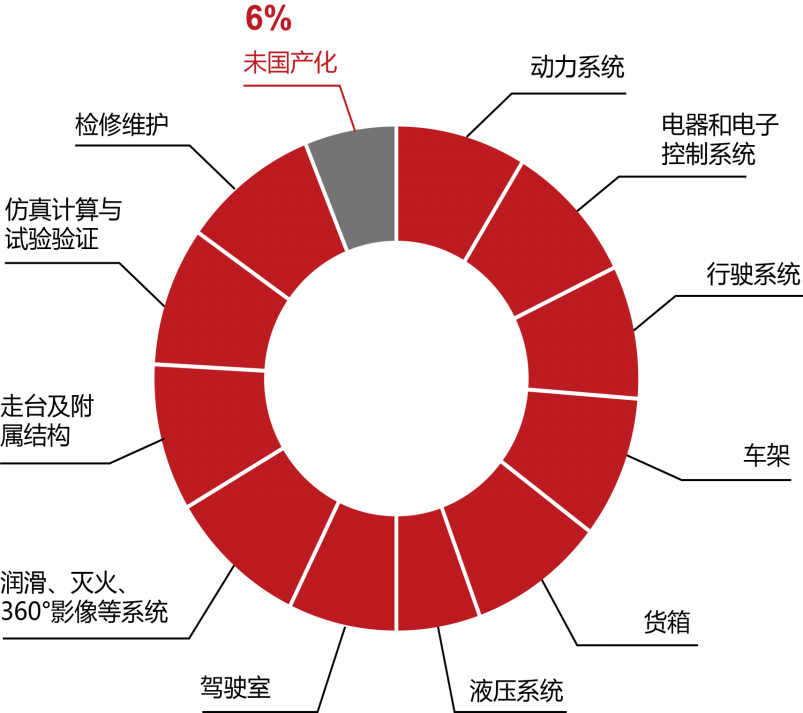 6%
未国产化
动力系统
电器和电子
控制系统
行驶系统
车架
货箱
液压系统
驾驶室
润滑、灭火、
360°影像等系统
走台及附
属结构
仿真计算与
试验验证
检修维护